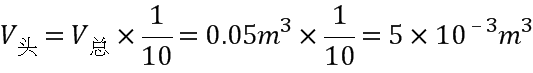 V头 = V总 × 1/10 = 0.05m³ × 1/10 = 5 × 10⁻³m³